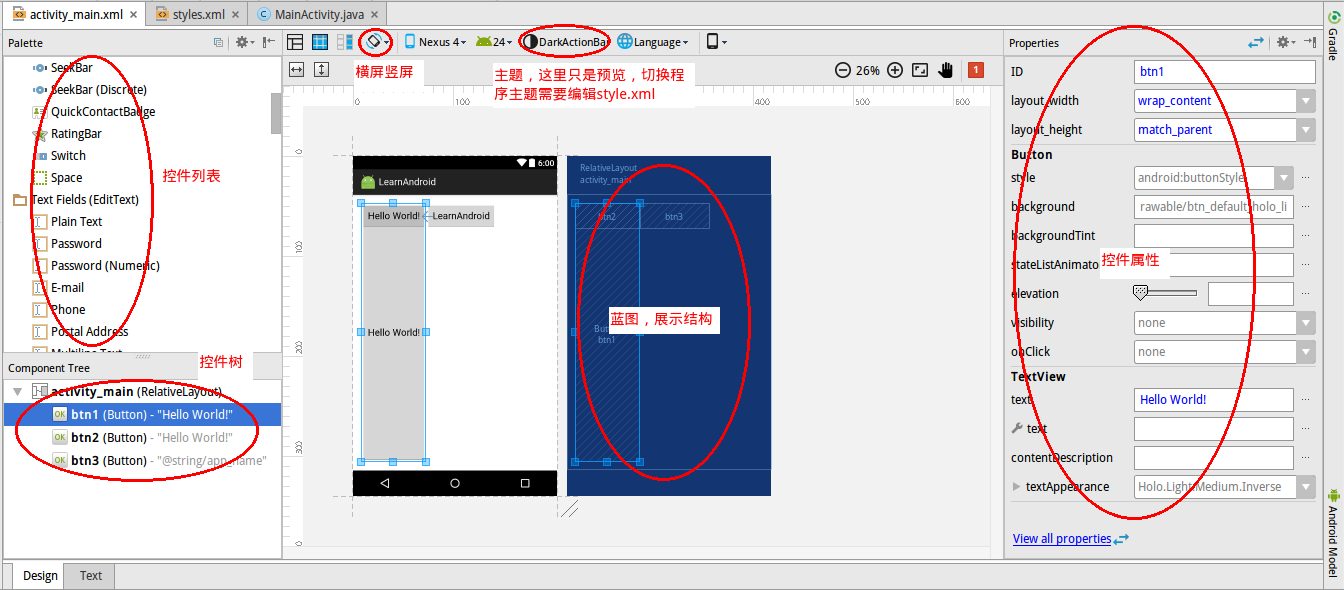 activity_main.xml
styles.xml
MainActivity.java
Palette
Nexus 4
24
DarkActionBar
Language
Properties
Gradle
SeekBar
SeekBar (Discrete)
QuickContactBadge
RatingBar
Switch
Space
Text Fields (EditText)
Plain Text
Password
Password (Numeric)
E-mail
Phone
Postal Address
Multiline Text
控件列表
控件树
Component Tree
activity_main (RelativeLayout)
btn1 (Button) - "Hello World!"
btn2 (Button) - "Hello World!"
btn3 (Button) - "@string/app_name"
横屏竖屏
主题，这里只是预览，切换程
序主题需要编辑style.xml
26%
1
0
100
400
500
600
0
100
200
300
0
6:00
LearnAndroid
Hello World!
LearnAndroid
Hello World!
RelativeLayout
activity_main
btn2
btn3
btn1
蓝图，展示结构
ID
btn1
layout_width
wrap_content
layout_height
match_parent
Button
style
android:buttonStyle
background
rawable/btn_default_holo_li
backgroundTint
stateListAnimato
控件属性
elevation
visibility
none
onClick
none
TextView
text
Hello World!
text
contentDescription
textAppearance
Holo.Light.Medium.Inverse
View all properties
Android Model
Design
Text